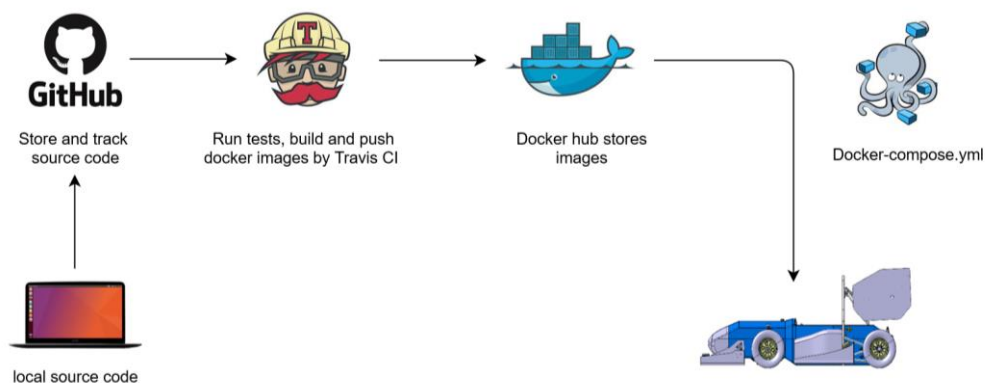 GitHub
T
Store and track
source code
Run tests, build and push
docker images by Travis CI
Docker hub stores
images
Docker-compose.yml
local source code